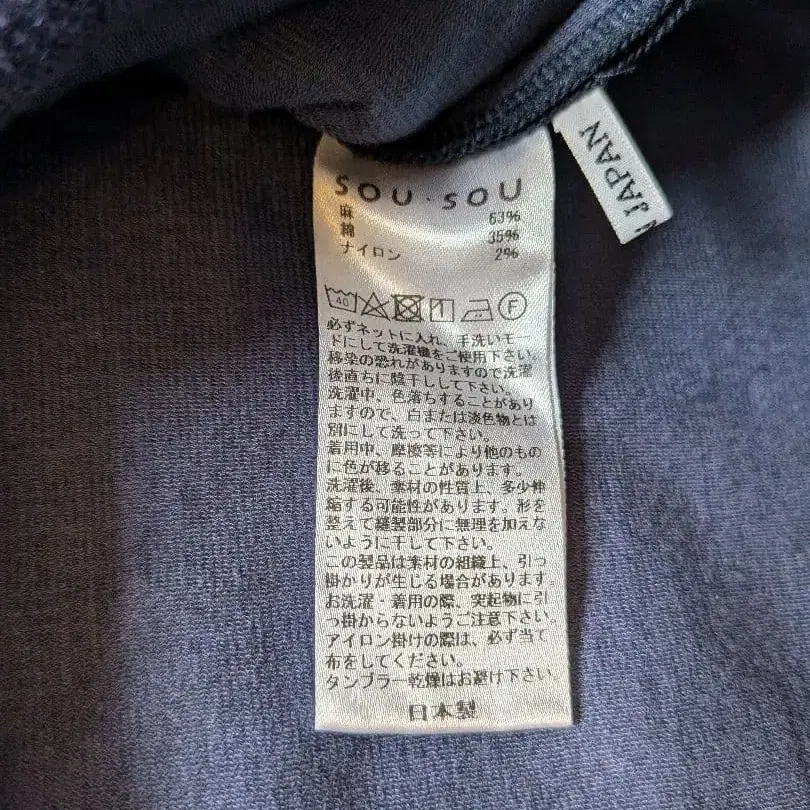 SOU・SOU
麻 63%
綿 35%
ナイロン 2%
40 F
必ずネットに入れ、手洗いモー
ドにして洗濯機をご使用下さい。
移染の恐れがありますので洗濯
後直ちに陰干しして下さい。
洗濯中、色落ちすることがあり
ますので、白または淡色物とは
別にして洗って下さい。
着用中、摩擦等により他のもの
に色が移ることがあります。
洗濯後、素材の性質上、多少伸
縮する可能性があります。形を
整えて縫製部分に無理を加えな
いように干して下さい。
この製品は素材の組織上、引っ
掛かりが生じる場合があります。
お洗濯・着用の際、突起物に引
っ掛からないようご注意下さい。
アイロン掛けの際は、必ず当て
布をしてください。
タンブラー乾燥はお避け下さい。
日本製
N JAPAN